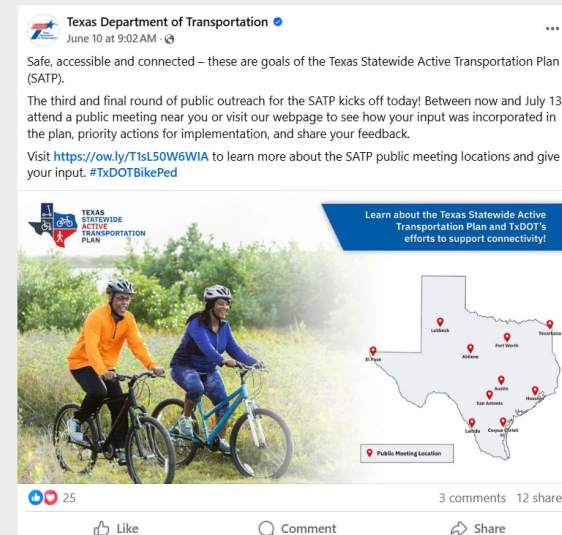 Texas Department of Transportation
June 10 at 9:02 AM ·
Safe, accessible and connected – these are goals of the Texas Statewide Active Transportation Plan
(SATP).
The third and final round of public outreach for the SATP kicks off today! Between now and July 13
attend a public meeting near you or visit our webpage to see how your input was incorporated in
the plan, priority actions for implementation, and share your feedback.
Visit https://ow.ly/T1sL50W6WIA to learn more about the SATP public meeting locations and give
your input. #TxDOTBikePed
TEXAS
STATEWIDE
ACTIVE
TRANSPORTATION
PLAN
Learn about the Texas Statewide Active
Transportation Plan and TxDOT's
efforts to support connectivity!
Lubbock
Texarkana
Fort Worth
El Paso
Abilene
Austin
Houston
San Antonio
Laredo
Corpus Christi
Public Meeting Location
25
3 comments 12 share
Like
Comment
Share